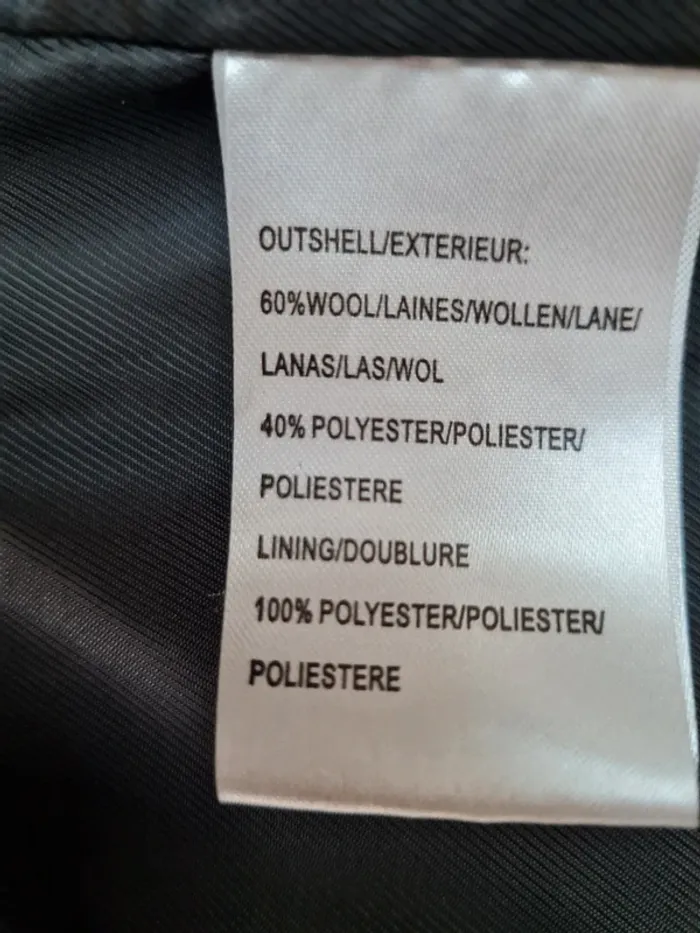 OUTSHELL/EXTERIEUR:
60%WOOL/LAINES/WOLLEN/LANE/
LANAS/LAS/WOL
40% POLYESTER/POLIESTER/
POLIESTERE
LINING/DOUBLURE
100% POLYESTER/POLIESTER/
POLIESTERE